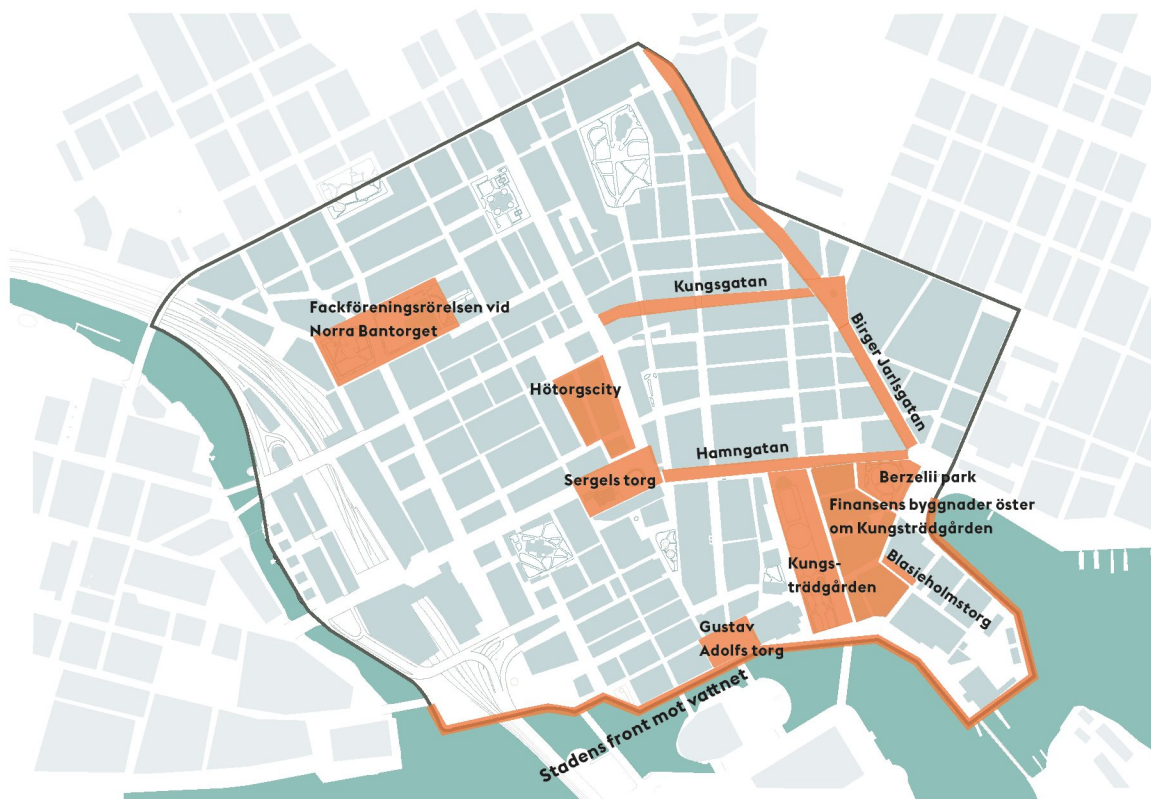 Kungsgatan
Fackföreningsrörelsen vid
Norra Bantorget
Birger Jarlsgatan
Hötorgscity
Hamngatan
Sergels torg
Berzelii park
Finansens byggnader öster
om Kungsträdgården
Kungs-
trädgården
Blasieholmstorg
Gustav
Adolfs torg
Stadens front mot vattnet